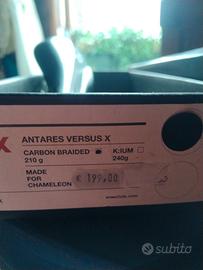 X
ANTARES VERSUS X
CARBON BRAIDED K:IUM
210 g 240g
MADE
FOR
CHAMELEON
€ 199,00
subito